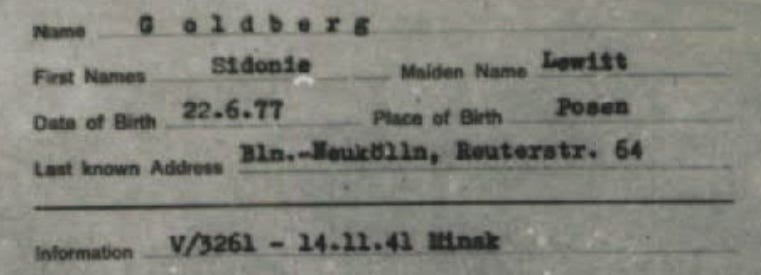 Name G o l d b e r g
First Names Sidonie Maiden Name Lewitt
Date of Birth 22.6.77 Place of Birth Posen
Last known Address Bln.-Neukölln, Reuterstr. 64
Information V/3261 - 14.11.41 Minsk